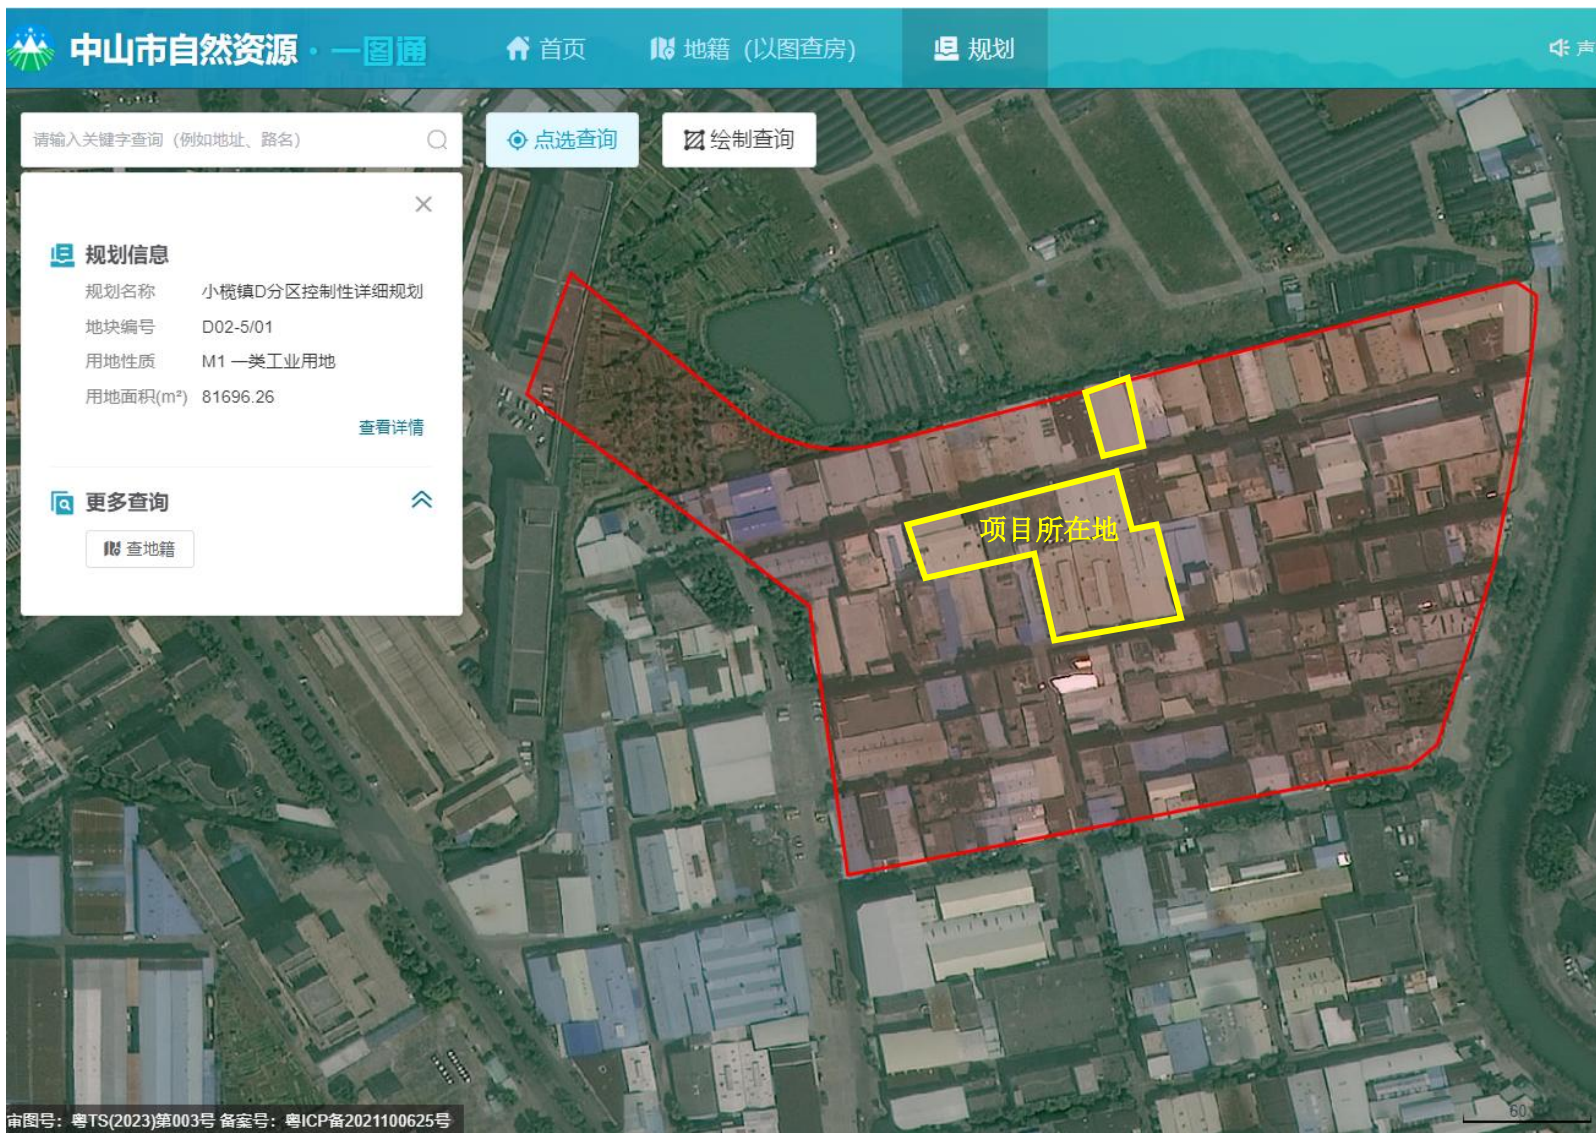 中山市自然资源·一图通
首页
地籍（以图查房）
规划
声
请输入关键字查询（例如地址、路名）
点选查询
绘制查询
规划信息
规划名称 小榄镇D分区控制性详细规划
地块编号 D02-5/01
用地性质 M1 一类工业用地
用地面积(m²) 81696.26
查看详情
更多查询
查地籍
项目所在地
审图号：粤TS(2023)第003号 备案号：粤ICP备2021100625号
60